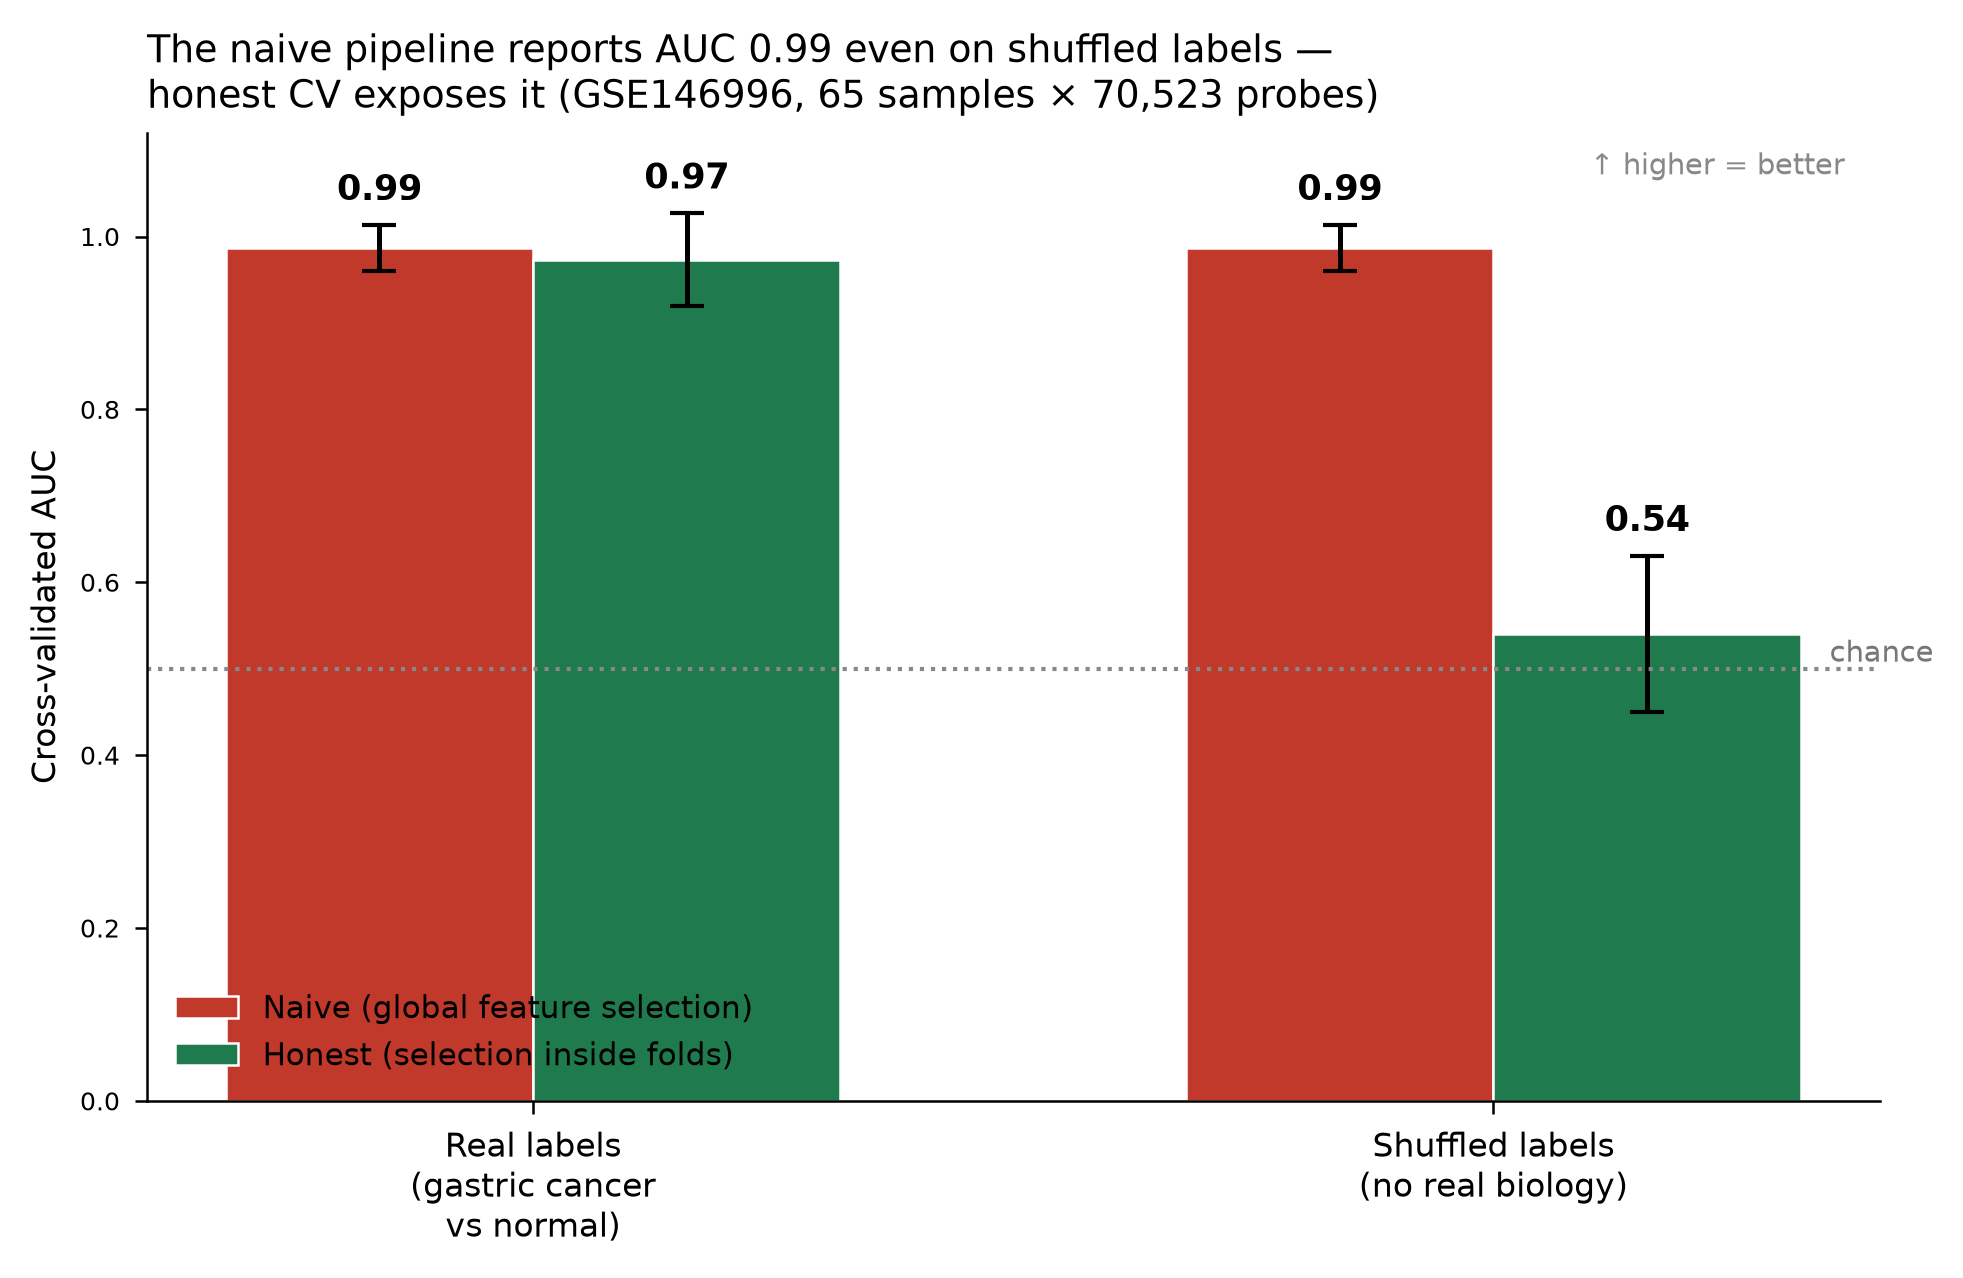 The naive pipeline reports AUC 0.99 even on shuffled labels —
honest CV exposes it (GSE146996, 65 samples × 70,523 probes)
↑ higher = better
0.99
0.97
0.99
0.54
chance
Cross-validated AUC
1.0
0.8
0.6
0.4
0.2
0.0
Naive (global feature selection)
Honest (selection inside folds)
Real labels
(gastric cancer
vs normal)
Shuffled labels
(no real biology)